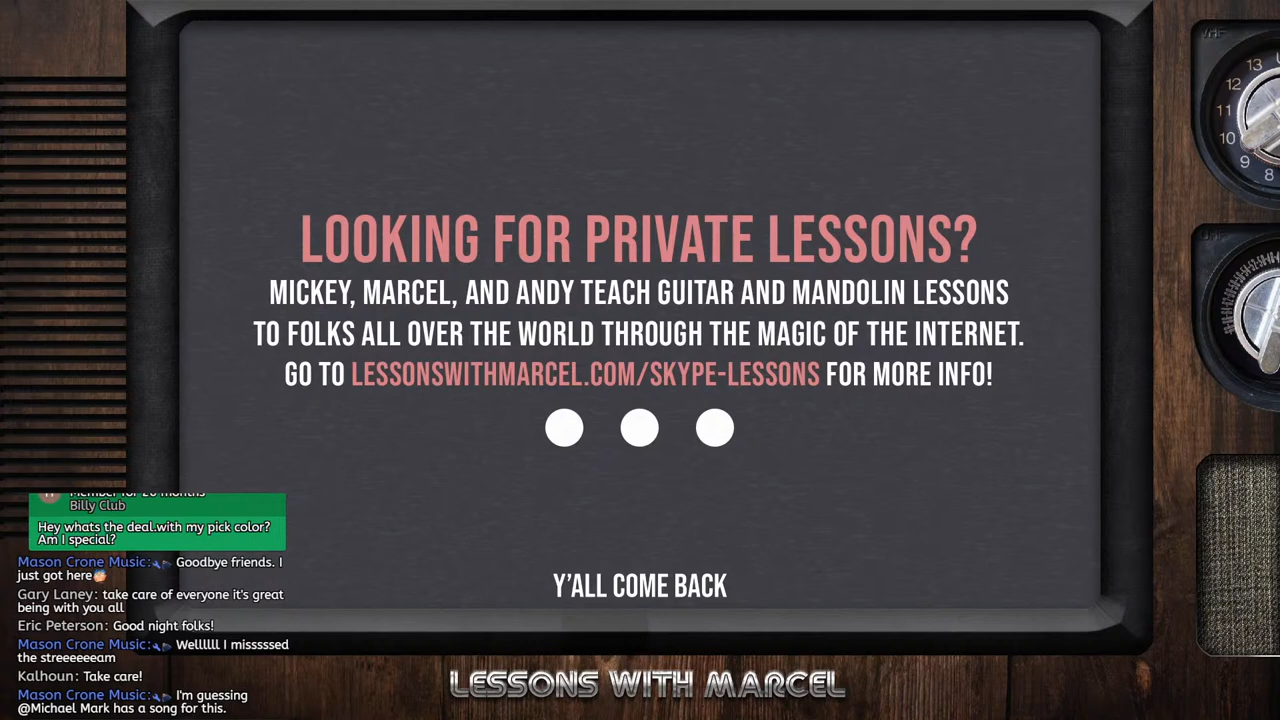 VHF
13
12
11
10
9
8
UHF
LOOKING FOR PRIVATE LESSONS?
MICKEY, MARCEL, AND ANDY TEACH GUITAR AND MANDOLIN LESSONS
TO FOLKS ALL OVER THE WORLD THROUGH THE MAGIC OF THE INTERNET.
GO TO LESSONSWITHMARCEL.COM/SKYPE-LESSONS FOR MORE INFO!
Billy Club
Hey whats the deal.with my pick color?
Am I special?
Mason Crone Music: Goodbye friends. I
just got here
Gary Laney: take care of everyone it's great
being with you all
Eric Peterson: Good night folks!
Mason Crone Music: Wellllll I misssssed
the streeeeeeam
Kalhoun: Take care!
Mason Crone Music: I'm guessing
@Michael Mark has a song for this.
Y'ALL COME BACK
LESSONS WITH MARCEL